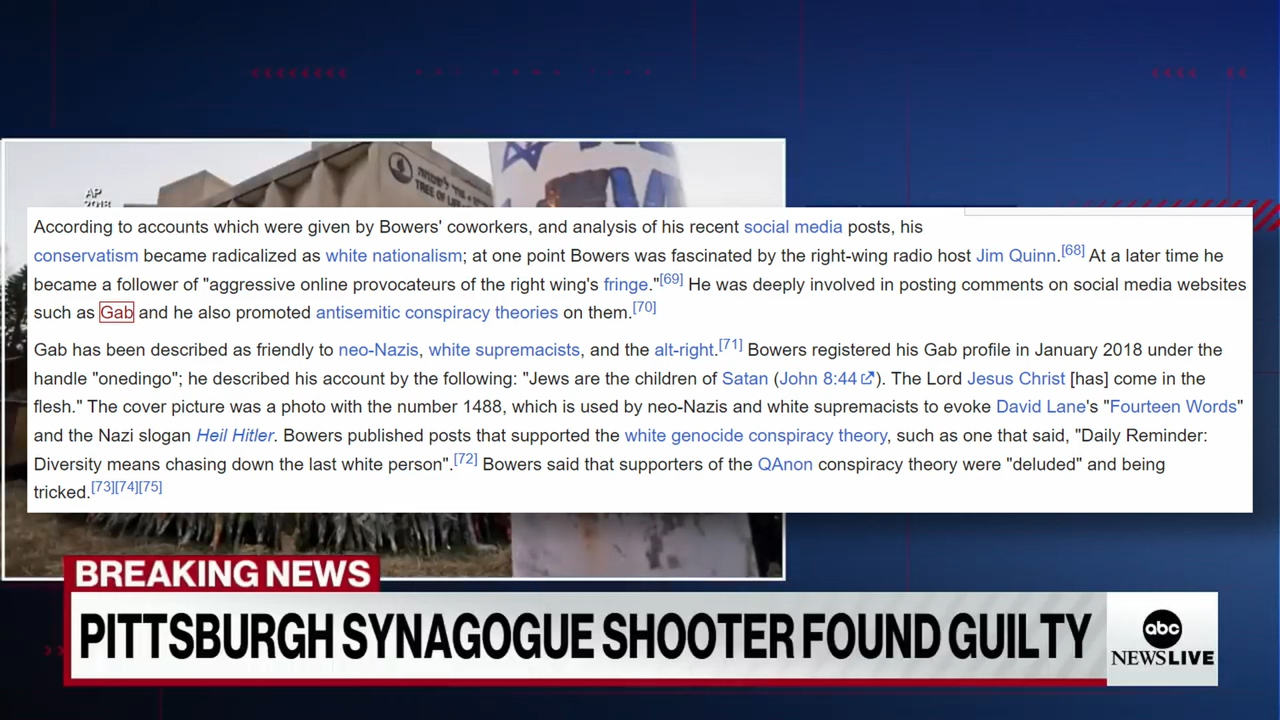 AP
2018
TREE OF
According to accounts which were given by Bowers' coworkers, and analysis of his recent social media posts, his
conservatism became radicalized as white nationalism; at one point Bowers was fascinated by the right-wing radio host Jim Quinn.[68] At a later time he
became a follower of "aggressive online provocateurs of the right wing's fringe."[69] He was deeply involved in posting comments on social media websites
such as Gab and he also promoted antisemitic conspiracy theories on them.[70]
Gab has been described as friendly to neo-Nazis, white supremacists, and the alt-right.[71] Bowers registered his Gab profile in January 2018 under the
handle "onedingo"; he described his account by the following: "Jews are the children of Satan (John 8:44). The Lord Jesus Christ [has] come in the
flesh." The cover picture was a photo with the number 1488, which is used by neo-Nazis and white supremacists to evoke David Lane's "Fourteen Words"
and the Nazi slogan Heil Hitler. Bowers published posts that supported the white genocide conspiracy theory, such as one that said, "Daily Reminder:
Diversity means chasing down the last white person".[72] Bowers said that supporters of the QAnon conspiracy theory were "deluded" and being
tricked.[73][74][75]
BREAKING NEWS
PITTSBURGH SYNAGOGUE SHOOTER FOUND GUILTY
abc
NEWS LIVE